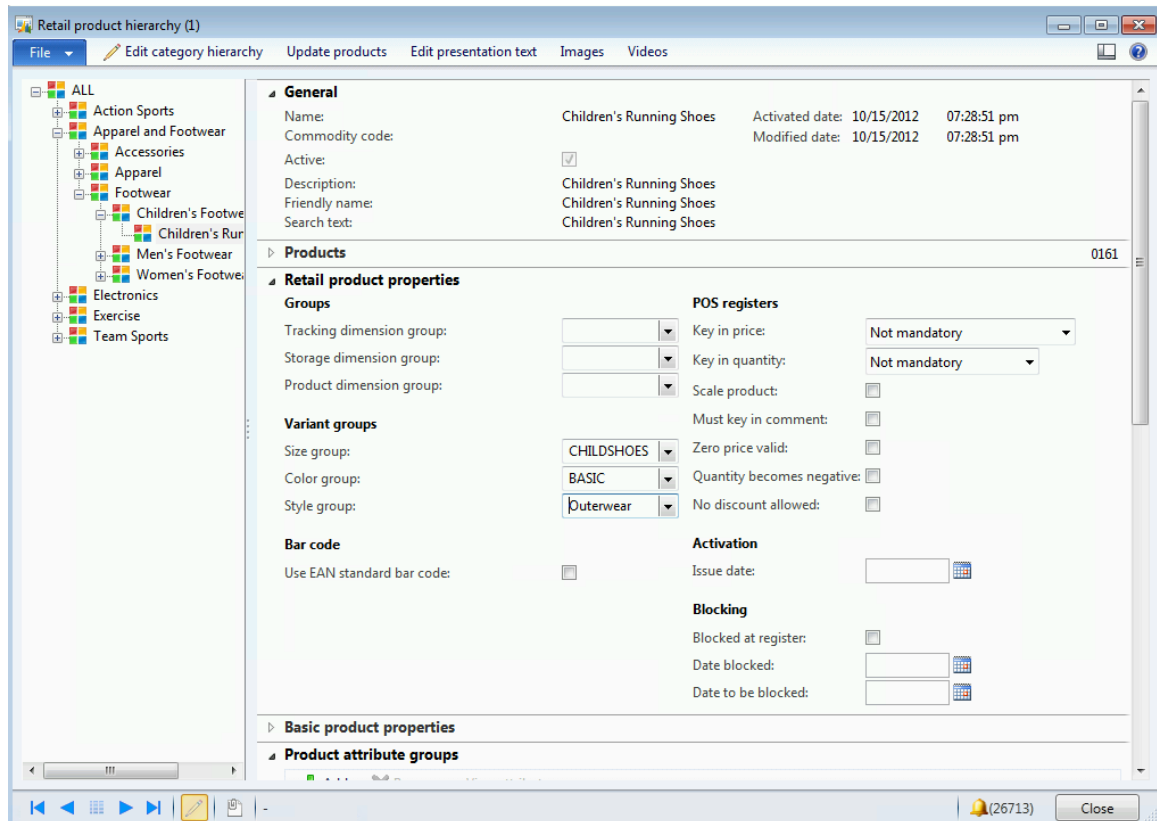 Retail product hierarchy (1)
File Edit category hierarchy Update products Edit presentation text Images Videos
ALL
Action Sports
Apparel and Footwear
Accessories
Apparel
Footwear
Children's Footwe
Children's Rur
Men's Footwear
Women's Footwe
Electronics
Exercise
Team Sports
General
Name: Children's Running Shoes Activated date: 10/15/2012 07:28:51 pm
Commodity code: Modified date: 10/15/2012 07:28:51 pm
Active:
Description: Children's Running Shoes
Friendly name: Children's Running Shoes
Search text: Children's Running Shoes
Products 0161
Retail product properties
Groups
Tracking dimension group:
Storage dimension group:
Product dimension group:
Variant groups
Size group: CHILDSHOES
Color group: BASIC
Style group: Outerwear
Bar code
Use EAN standard bar code:
POS registers
Key in price: Not mandatory
Key in quantity: Not mandatory
Scale product:
Must key in comment:
Zero price valid:
Quantity becomes negative:
No discount allowed:
Activation
Issue date:
Blocking
Blocked at register:
Date blocked:
Date to be blocked:
Basic product properties
Product attribute groups
- (26713) Close